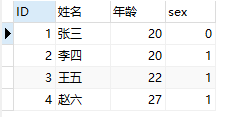 ID 姓名 年龄 sex
1 张三 20 0
2 李四 20 1
3 王五 22 1
4 赵六 27 1